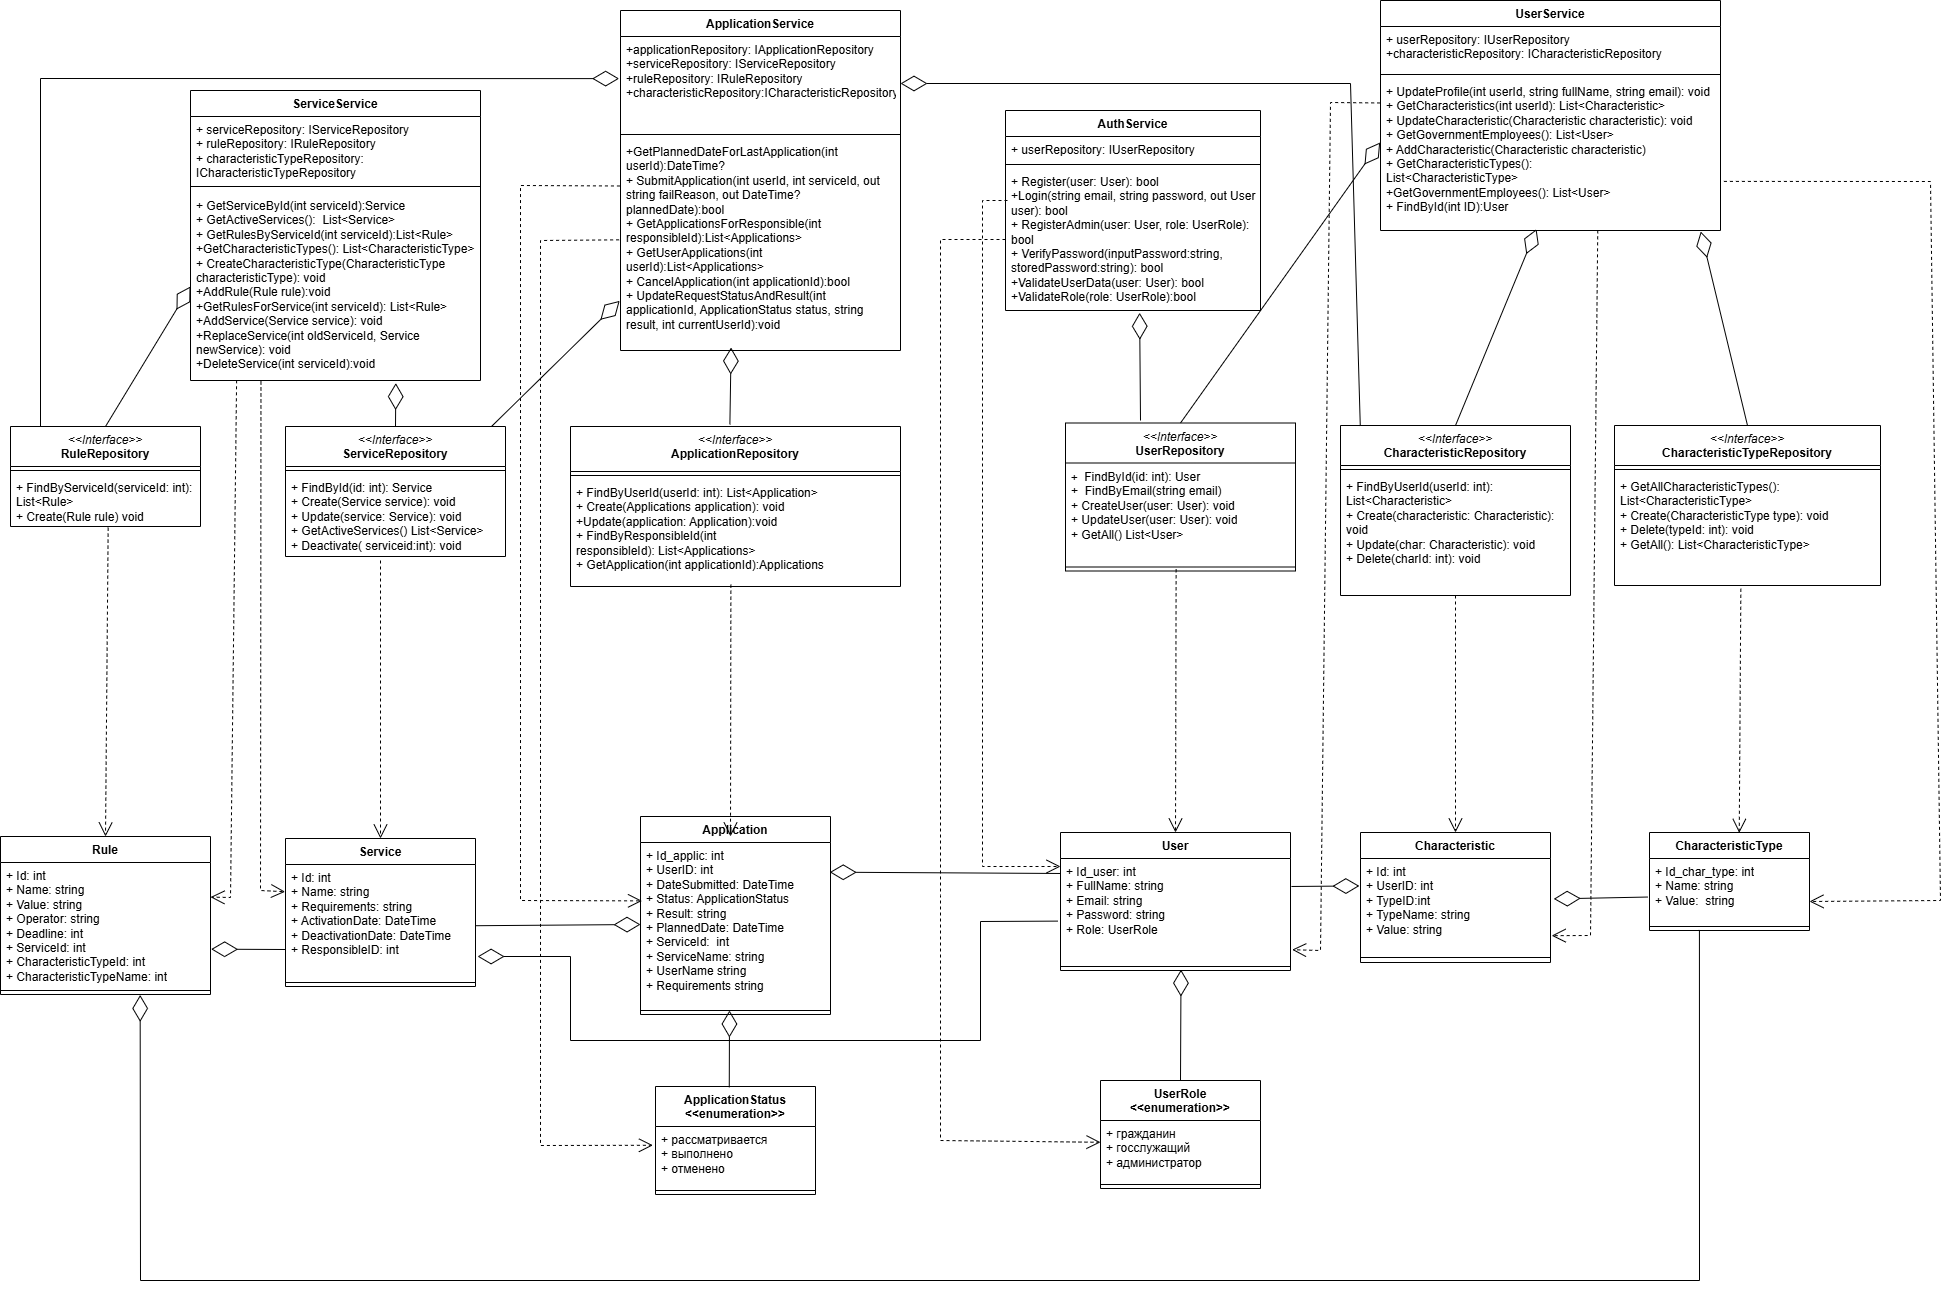 ApplicationService
+applicationRepository: IApplicationRepository
+serviceRepository: IServiceRepository
+ruleRepository: IRuleRepository
+characteristicRepository:ICharacteristicRepository
+GetPlannedDateForLastApplication(int
userId):DateTime?
+ SubmitApplication(int userId, int serviceId, out
string failReason, out DateTime?
plannedDate):bool
+ GetApplicationsForResponsible(int
responsibleId):List<Applications>
+ GetUserApplications(int
userId):List<Applications>
+ CancelApplication(int applicationId):bool
+ UpdateRequestStatusAndResult(int
applicationId, ApplicationStatus status, string
result, int currentUserId):void
UserService
+ userRepository: IUserRepository
+characteristicRepository: ICharacteristicRepository
+ UpdateProfile(int userId, string fullName, string email): void
+ GetCharacteristics(int userId): List<Characteristic>
+ UpdateCharacteristic(Characteristic characteristic): void
+ GetGovernmentEmployees(): List<User>
+ AddCharacteristic(Characteristic characteristic)
+ GetCharacteristicTypes():
List<CharacteristicType>
+GetGovernmentEmployees(): List<User>
+ FindById(int ID):User
ServiceService
+ serviceRepository: IServiceRepository
+ ruleRepository: IRuleRepository
+ characteristicTypeRepository:
ICharacteristicTypeRepository
+ GetServiceById(int serviceId):Service
+ GetActiveServices():  List<Service>
+ GetRulesByServiceId(int serviceId):List<Rule>
+GetCharacteristicTypes(): List<CharacteristicType>
+ CreateCharacteristicType(CharacteristicType
characteristicType): void
+AddRule(Rule rule):void
+GetRulesForService(int serviceId): List<Rule>
+AddService(Service service): void
+ReplaceService(int oldServiceId, Service
newService): void
+DeleteService(int serviceId):void
AuthService
+ userRepository: IUserRepository
+ Register(user: User): bool
+Login(string email, string password, out User
user): bool
+ RegisterAdmin(user: User, role: UserRole):
bool
+ VerifyPassword(inputPassword:string,
storedPassword:string): bool
+ValidateUserData(user: User): bool
+ValidateRole(role: UserRole):bool
<<Interface>>
RuleRepository
+ FindByServiceId(serviceId: int):
List<Rule>
+ Create(Rule rule) void
<<Interface>>
ServiceRepository
+ FindById(id: int): Service
+ Create(Service service): void
+ Update(service: Service): void
+ GetActiveServices() List<Service>
+ Deactivate( serviceid:int): void
<<Interface>>
ApplicationRepository
+ FindByUserId(userId: int): List<Application>
+ Create(Applications application): void
+Update(application: Application):void
+ FindByResponsibleId(int
responsibleId): List<Applications>
+ GetApplication(int applicationId):Applications
<<Interface>>
UserRepository
+  FindById(id: int): User
+  FindByEmail(string email)
+ CreateUser(user: User): void
+ UpdateUser(user: User): void
+ GetAll() List<User>
<<Interface>>
CharacteristicRepository
+ FindByUserId(userId: int):
List<Characteristic>
+ Create(characteristic: Characteristic):
void
+ Update(char: Characteristic): void
+ Delete(charId: int): void
<<Interface>>
CharacteristicTypeRepository
+ GetAllCharacteristicTypes():
List<CharacteristicType>
+ Create(CharacteristicType type): void
+ Delete(typeId: int): void
+ GetAll(): List<CharacteristicType>
Rule
+ Id: int
+ Name: string
+ Value: string
+ Operator: string
+ Deadline: int
+ ServiceId: int
+ CharacteristicTypeId: int
+ CharacteristicTypeName: int
Service
+ Id: int
+ Name: string
+ Requirements: string
+ ActivationDate: DateTime
+ DeactivationDate: DateTime
+ ResponsibleID: int
Application
+ Id_applic: int
+ UserID: int
+ DateSubmitted: DateTime
+ Status: ApplicationStatus
+ Result: string
+ PlannedDate: DateTime
+ ServiceId:  int
+ ServiceName: string
+ UserName string
+ Requirements string
User
+ Id_user: int
+ FullName: string
+ Email: string
+ Password: string
+ Role: UserRole
Characteristic
+ Id: int
+ UserID: int
+ TypeID:int
+ TypeName: string
+ Value: string
CharacteristicType
+ Id_char_type: int
+ Name: string
+ Value:  string
ApplicationStatus
<<enumeration>>
+ рассматривается
+ выполнено
+ отменено
UserRole
<<enumeration>>
+ гражданин
+ госслужащий
+ администратор